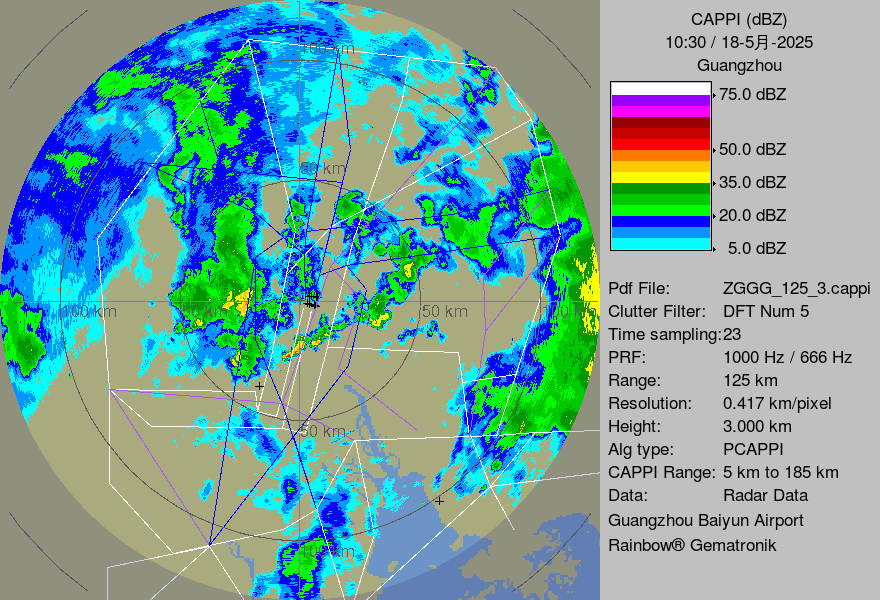 CAPPI (dBZ)
10:30 / 18-5月-2025
Guangzhou
75.0 dBZ
50.0 dBZ
35.0 dBZ
20.0 dBZ
5.0 dBZ
Pdf File: ZGGG_125_3.cappi
Clutter Filter: DFT Num 5
Time sampling:23
PRF: 1000 Hz / 666 Hz
Range: 125 km
Resolution: 0.417 km/pixel
Height: 3.000 km
Alg type: PCAPPI
CAPPI Range: 5 km to 185 km
Data: Radar Data
Guangzhou Baiyun Airport
Rainbow® Gematronik
100 km
50 km
100 km
50 km
50 km
100 km